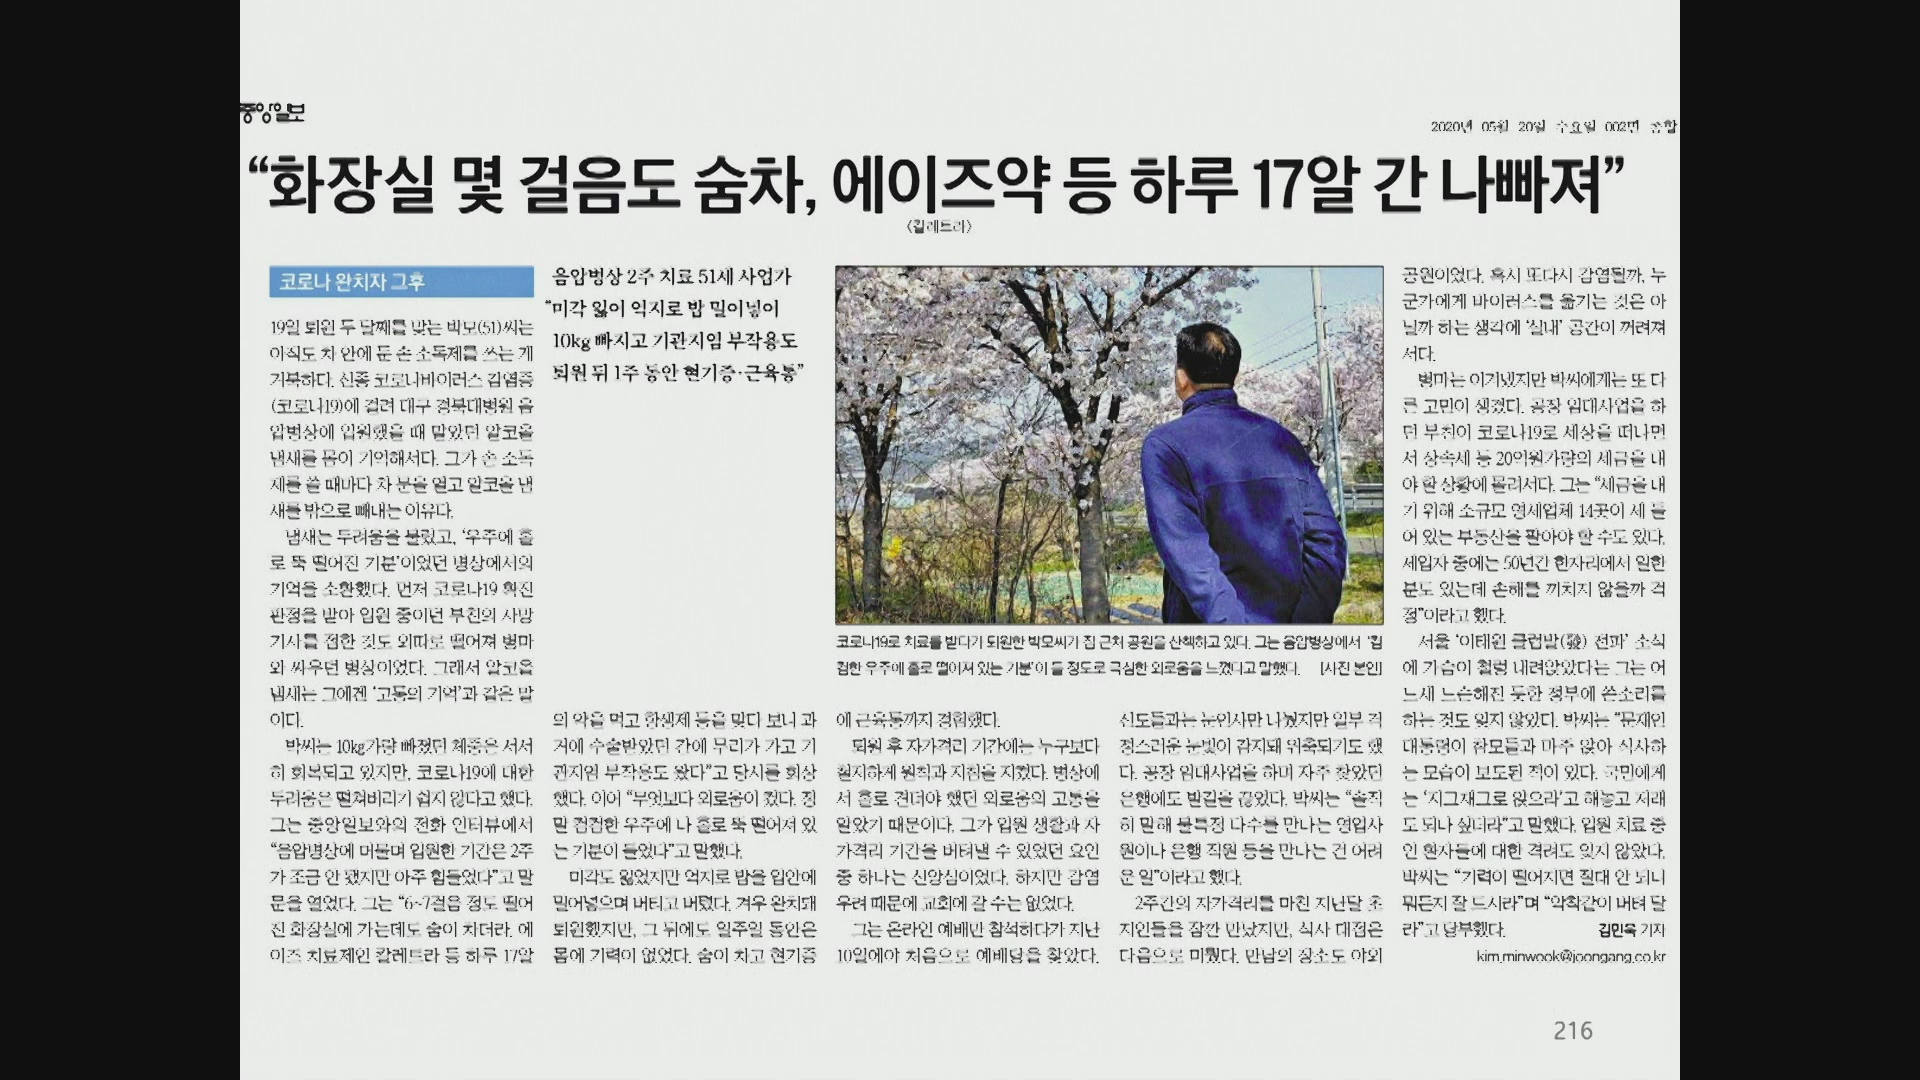 중앙일보
2020년 05월 20일 수요일 002면 종합
“화장실 몇 걸음도 숨차, 에이즈약 등 하루 17알 간 나빠져”
〈칼레트라〉
코로나 완치자 그후
19일 퇴원 두 달째를 맞는 박모(51)씨는
아직도 차 안에 둔 손 소독제를 쓰는 게
거북하다. 신종 코로나바이러스 감염증
(코로나19)에 걸려 대구 경북대병원 음
압병상에 입원했을 때 맡았던 알코올
냄새를 몸이 기억해서다. 그가 손 소독
제를 쓸 때마다 차 문을 열고 알코올 냄
새를 밖으로 빼내는 이유다.
냄새는 두려움을 불렀고, ‘우주에 홀
로 뚝 떨어진 기분’이었던 병상에서의
기억을 소환했다. 먼저 코로나19 확진
판정을 받아 입원 중이던 부친의 사망
기사를 접한 것도 외따로 떨어져 병마
와 싸우던 병상이었다. 그래서 알코올
냄새는 그에겐 ‘고통의 기억’과 같은 말
이다.
박씨는 10kg가량 빠졌던 체중은 서서
히 회복되고 있지만, 코로나19에 대한
두려움은 떨쳐버리기 쉽지 않다고 했다.
그는 중앙일보와의 전화 인터뷰에서
“음압병상에 머물며 입원한 기간은 2주
가 조금 안 됐지만 아주 힘들었다”고 말
문을 열었다. 그는 “6~7걸음 정도 떨어
진 화장실에 가는데도 숨이 차더라. 에
이즈 치료제인 칼레트라 등 하루 17알
음압병상 2주 치료 51세 사업가
“미각 잃어 억지로 밥 밀어넣어
10kg 빠지고 기관지염 부작용도
퇴원 뒤 1주 동안 현기증·근육통”
의 약을 먹고 항생제 등을 맞다 보니 과
거에 수술받았던 간에 무리가 가고 기
관지염 부작용도 왔다”고 당시를 회상
했다. 이어 “무엇보다 외로움이 컸다. 정
말 컴컴한 우주에 나 홀로 뚝 떨어져 있
는 기분이 들었다”고 말했다.
미각도 잃었지만 억지로 밥을 입안에
밀어넣으며 버티고 버텼다. 겨우 완치돼
퇴원했지만, 그 뒤에도 일주일 동안은
몸에 기력이 없었다. 숨이 차고 현기증
코로나19로 치료를 받다가 퇴원한 박모씨가 집 근처 공원을 산책하고 있다. 그는 음압병상에서 ‘컴
컴한 우주에 홀로 떨어져 있는 기분’이 들 정도로 극심한 외로움을 느꼈다고 말했다. [사진 본인]
에 근육통까지 경험했다.
퇴원 후 자가격리 기간에는 누구보다
철저하게 원칙과 지침을 지켰다. 병상에
서 홀로 견뎌야 했던 외로움의 고통을
알았기 때문이다. 그가 입원 생활과 자
가격리 기간을 버텨낼 수 있었던 요인
중 하나는 신앙심이었다. 하지만 감염
우려 때문에 교회에 갈 수는 없었다.
그는 온라인 예배만 참석하다가 지난
10일에야 처음으로 예배당을 찾았다.
신도들과는 눈인사만 나눴지만 일부 걱
정스러운 눈빛이 감지돼 위축되기도 했
다. 공장 임대사업을 하며 자주 찾았던
은행에도 발길을 끊었다. 박씨는 “솔직
히 말해 불특정 다수를 만나는 영업사
원이나 은행 직원 등을 만나는 건 어려
운 일”이라고 했다.
2주간의 자가격리를 마친 지난달 초
지인들을 잠깐 만났지만, 식사 대접은
다음으로 미뤘다. 만남의 장소도 야외
공원이었다. 혹시 또다시 감염될까, 누
군가에게 바이러스를 옮기는 것은 아
닐까 하는 생각에 ‘실내’ 공간이 꺼려져
서다.
병마는 이겨냈지만 박씨에게는 또 다
른 고민이 생겼다. 공장 임대사업을 하
던 부친이 코로나19로 세상을 떠나면
서 상속세 등 20억원가량의 세금을 내
야 할 상황에 몰려서다. 그는 “세금을 내
기 위해 소규모 영세업체 14곳이 세 들
어 있는 부동산을 팔아야 할 수도 있다.
세입자 중에는 50년간 한자리에서 일한
분도 있는데 손해를 끼치지 않을까 걱
정”이라고 했다.
서울 ‘이태원 클럽발(發) 전파’ 소식
에 가슴이 철렁 내려앉았다는 그는 어
느새 느슨해진 듯한 정부에 쓴소리를
하는 것도 잊지 않았다. 박씨는 “문재인
대통령이 참모들과 마주 앉아 식사하
는 모습이 보도된 적이 있다. 국민에게
는 ‘지그재그로 앉으라’고 해놓고 저래
도 되나 싶더라”고 말했다. 입원 치료 중
인 환자들에 대한 격려도 잊지 않았다.
박씨는 “기력이 떨어지면 절대 안 되니
뭐든지 잘 드시라”며 “악착같이 버텨 달
라”고 당부했다.
김민욱 기자
kim.minwook@joongang.co.kr
216